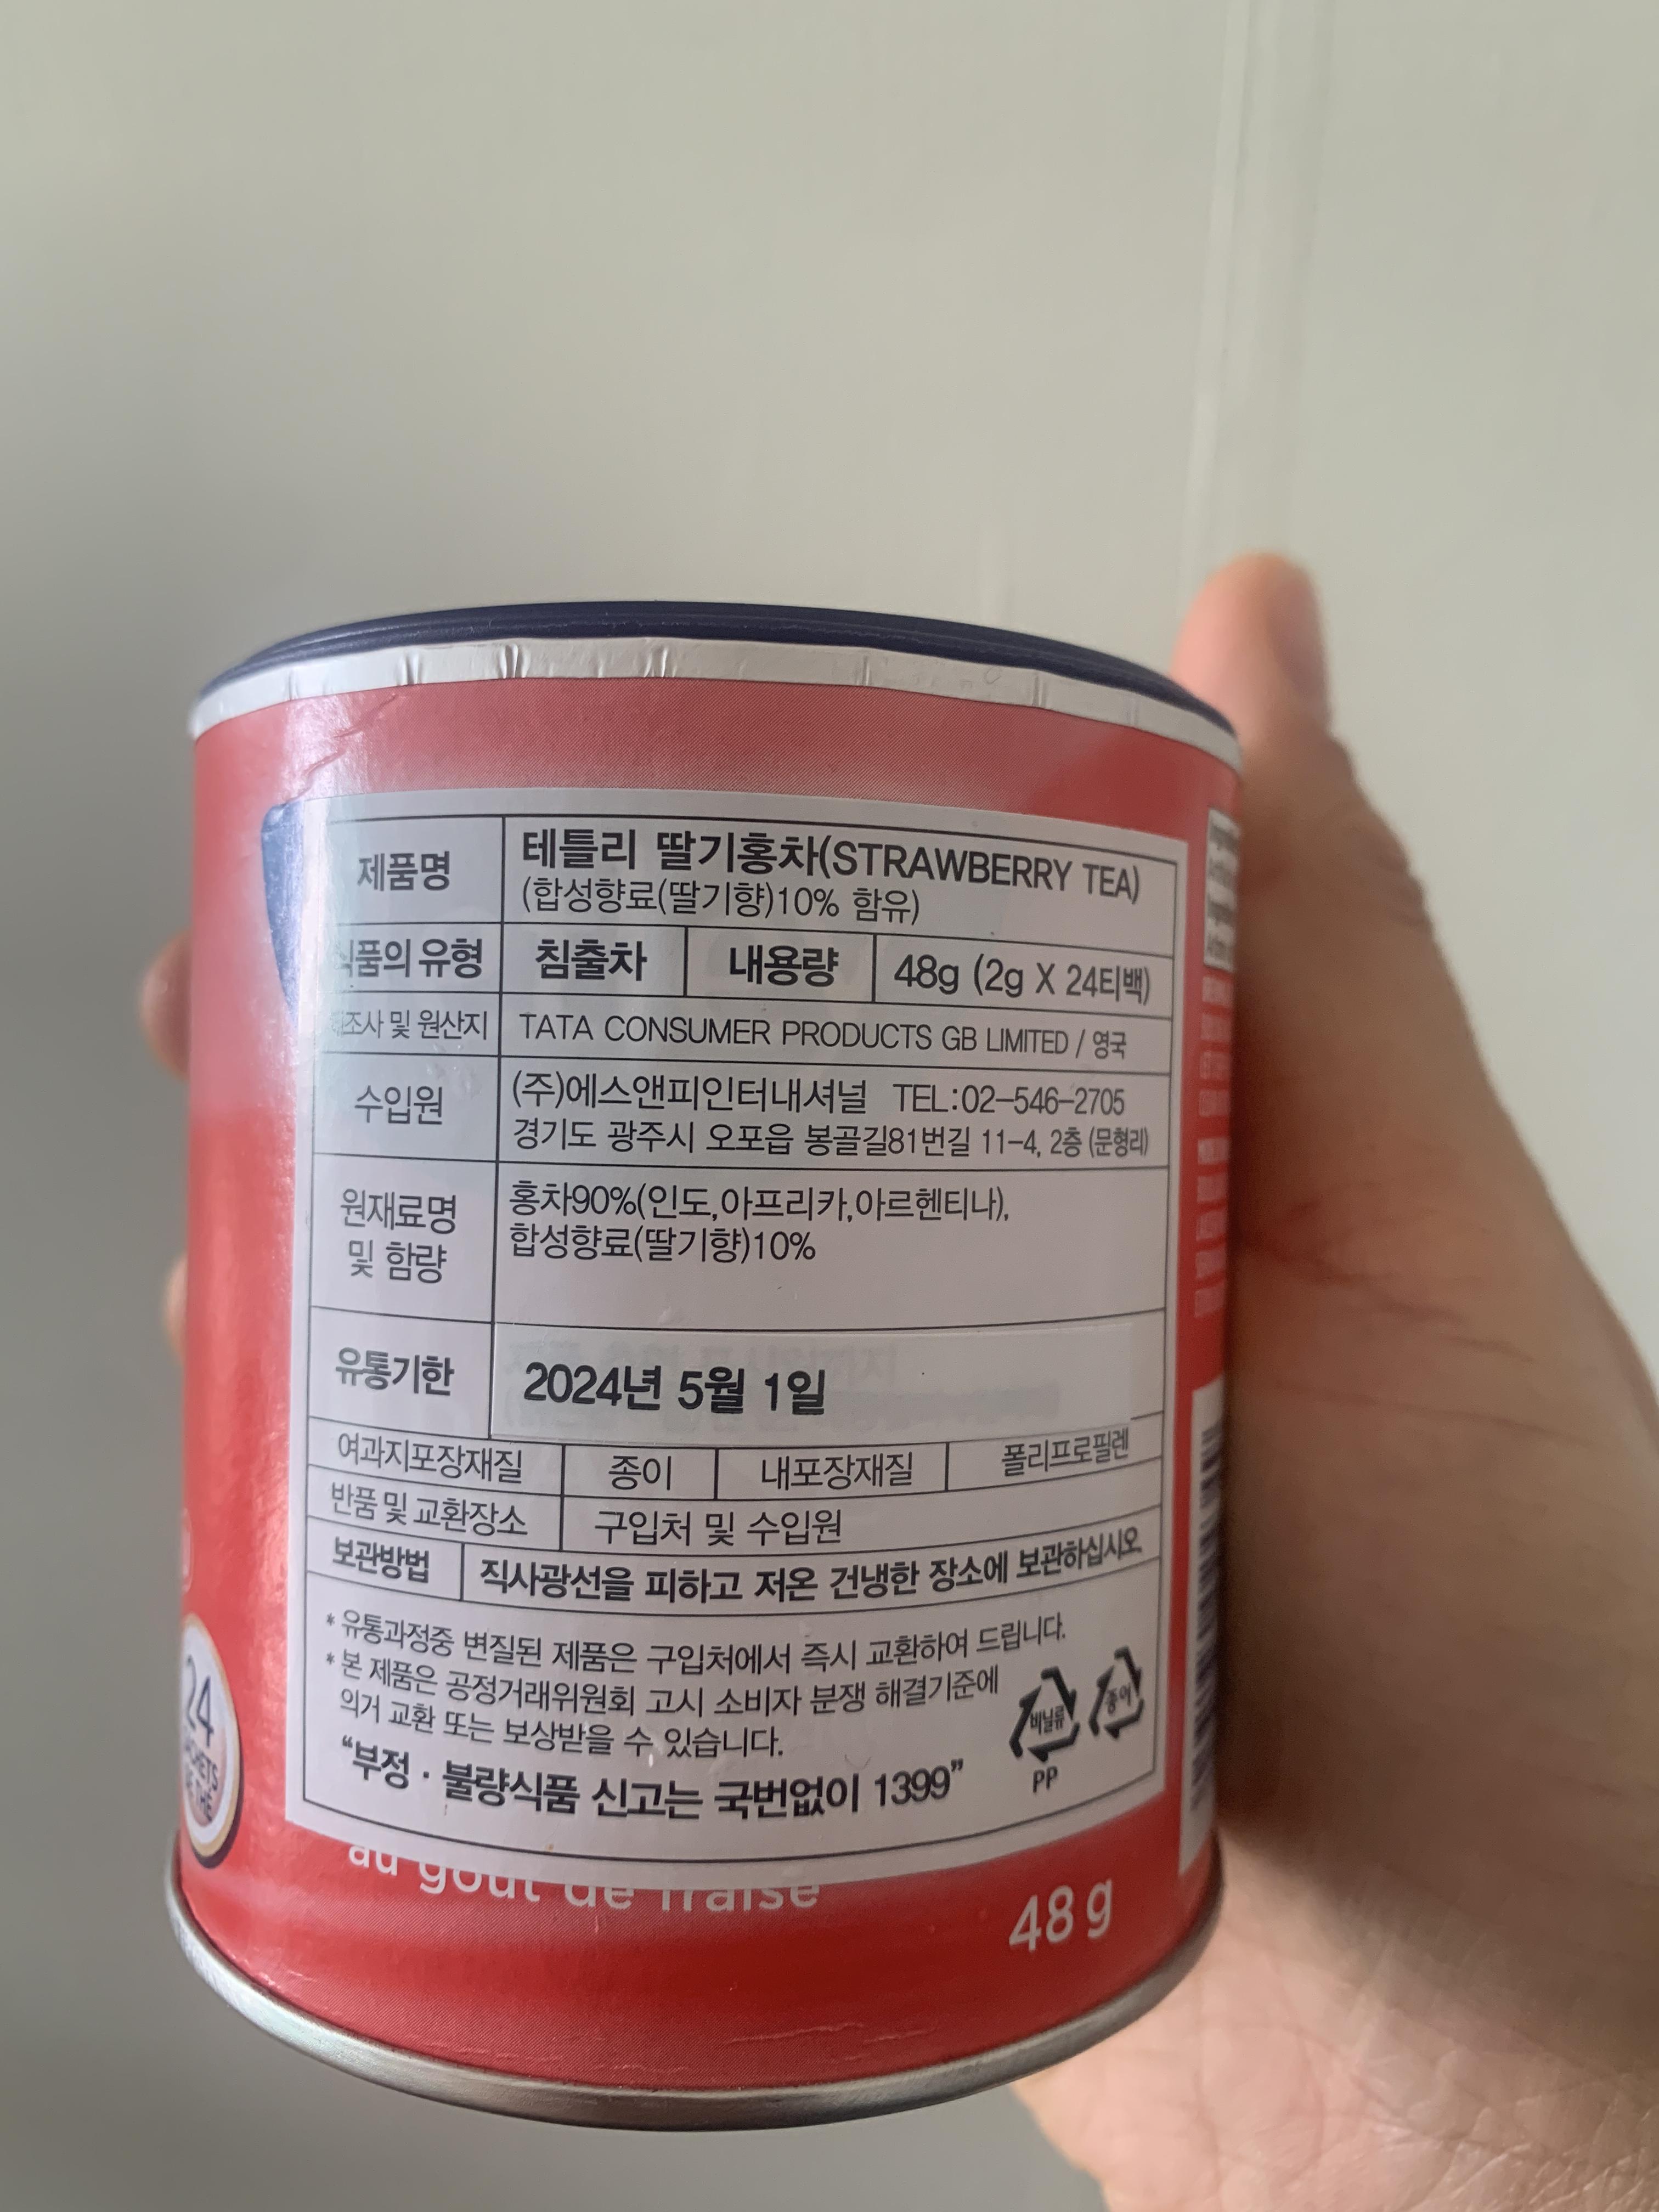 제품명
테틀리 딸기홍차(STRAWBERRY TEA)
(합성향료(딸기향)10% 함유)
식품의 유형 침출차 내용량 48g (2g X 24티백)
제조사 및 원산지 TATA CONSUMER PRODUCTS GB LIMITED / 영국
수입원
(주)에스앤피인터내셔널 TEL:02-546-2705
경기도 광주시 오포읍 봉골길81번길 11-4, 2층 (문형리)
원재료명
및 함량
홍차90%(인도,아프리카,아르헨티나),
합성향료(딸기향)10%
유통기한 2024년 5월 1일
여과지포장재질 종이 내포장재질 폴리프로필렌
반품 및 교환장소 구입처 및 수입원
보관방법 직사광선을 피하고 저온 건냉한 장소에 보관하십시오.
* 유통과정중 변질된 제품은 구입처에서 즉시 교환하여 드립니다.
* 본 제품은 공정거래위원회 고시 소비자 분쟁 해결기준에
의거 교환 또는 보상받을 수 있습니다.
"부정·불량식품 신고는 국번없이 1399"
비닐류
PP
종이
24
au goût de fraise
48 g